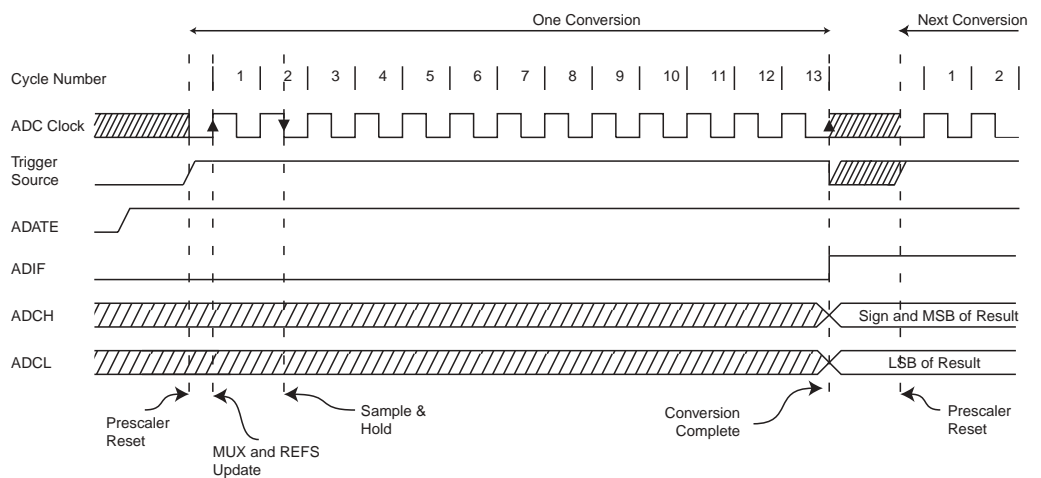 One Conversion
Next Conversion
Cycle Number
1 2 3 4 5 6 7 8 9 10 11 12 13 1 2
ADC Clock
Trigger
Source
ADATE
ADIF
ADCH
Sign and MSB of Result
ADCL
LSB of Result
Prescaler
Reset
MUX and REFS
Update
Sample &
Hold
Conversion
Complete
Prescaler
Reset